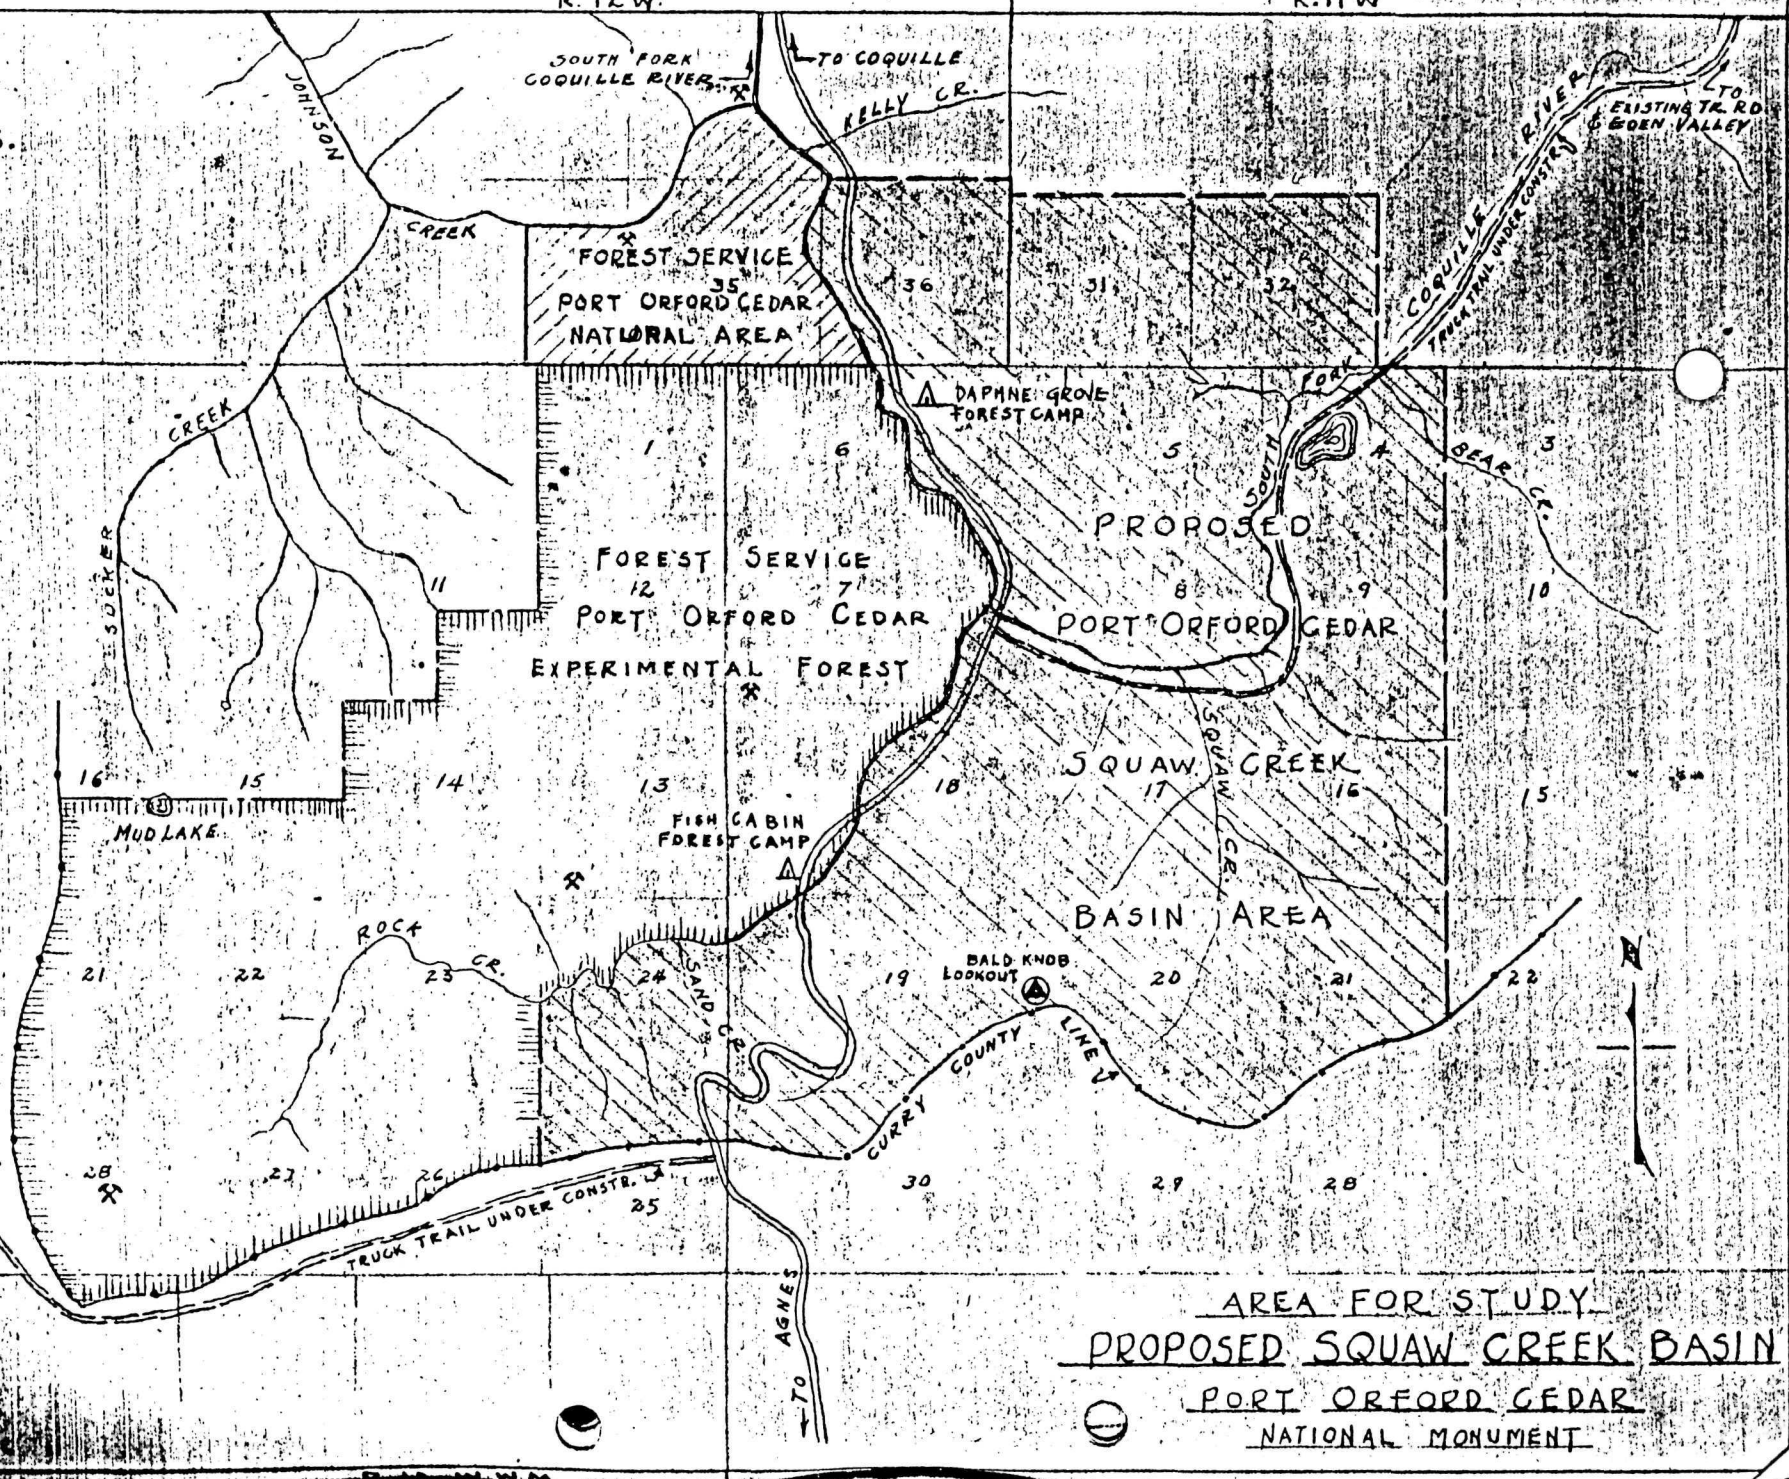 R. 12 W.
R. 11 W
SOUTH FORK
COQUILLE RIVER
TO COQUILLE
KELLY CR.
JOHNSON
CREEK
COQUILLE RIVER
TRUCK TRAIL UNDER CONSTR.
TO
EXISTING TR. RD
& EDEN VALLEY
FOREST SERVICE
35
PORT ORFORD CEDAR
NATIONAL AREA
36
31
32
DAPHNE GROVE
FOREST CAMP
SOUTH FORK
BEAR CR.
SUCKER CREEK
1
6
5
4
3
PROPOSED
FOREST SERVICE
11
12
7
8
9
10
PORT ORFORD CEDAR
PORT ORFORD CEDAR
EXPERIMENTAL FOREST
SQUAW CREEK
SQUAW CR.
16
15
14
13
18
17
16
15
MUD LAKE
FISH CABIN
FOREST CAMP
BASIN AREA
ROCK CR.
SAND CR.
BALD KNOB
LOOKOUT
21
22
23
24
19
20
21
22
N
CURRY COUNTY LINE
28
27
26
25
30
29
28
TRUCK TRAIL UNDER CONSTR.
TO AGNES
AREA FOR STUDY
PROPOSED SQUAW CREEK BASIN
PORT ORFORD CEDAR
NATIONAL MONUMENT